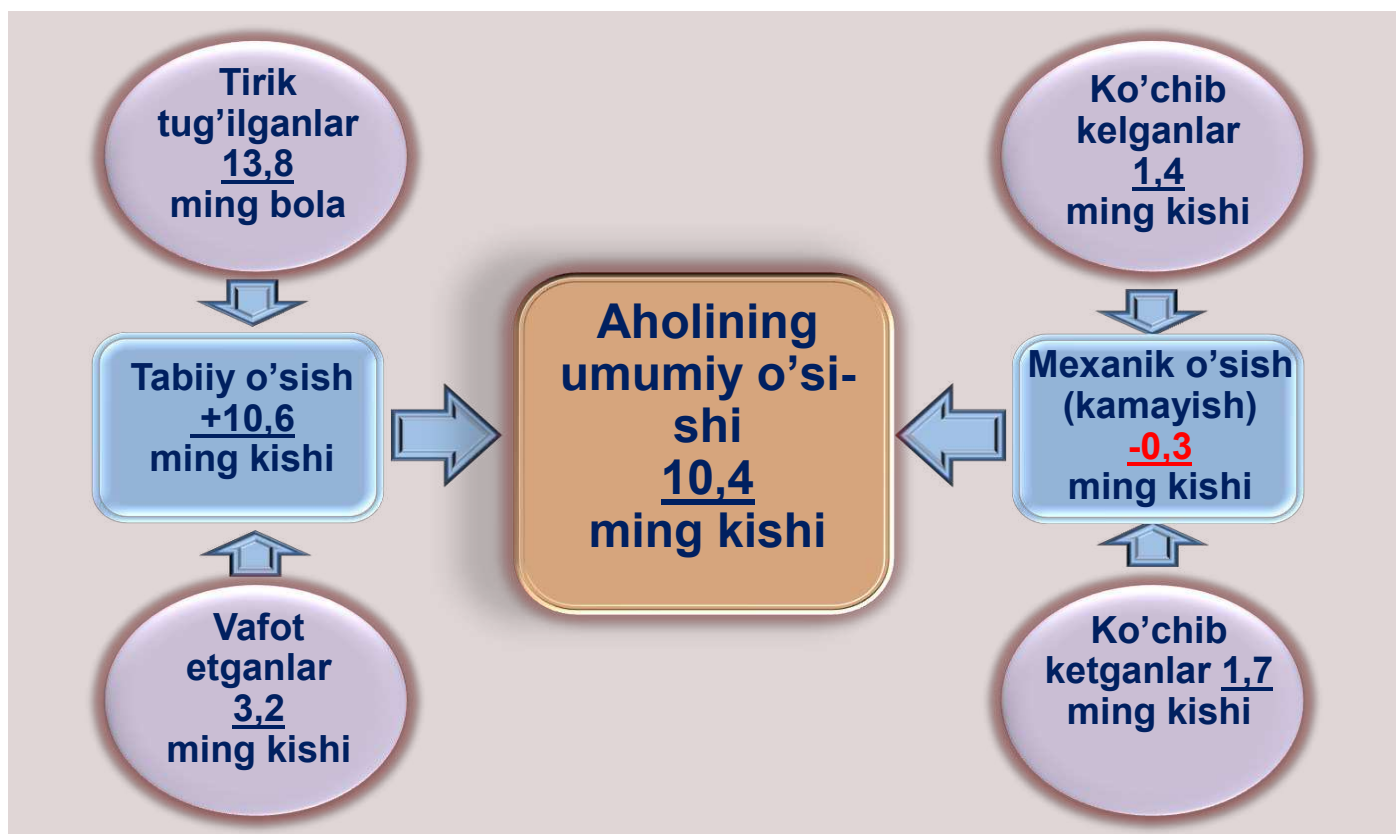 Tirik
tug’ilganlar
13,8
ming bola
Tabiiy o’sish
+10,6
ming kishi
Vafot
etganlar
3,2
ming kishi
Aholining
umumiy o’si-
shi
10,4
ming kishi
Ko’chib
kelganlar
1,4
ming kishi
Mexanik o’sish
(kamayish)
-0,3
ming kishi
Ko’chib
ketganlar 1,7
ming kishi